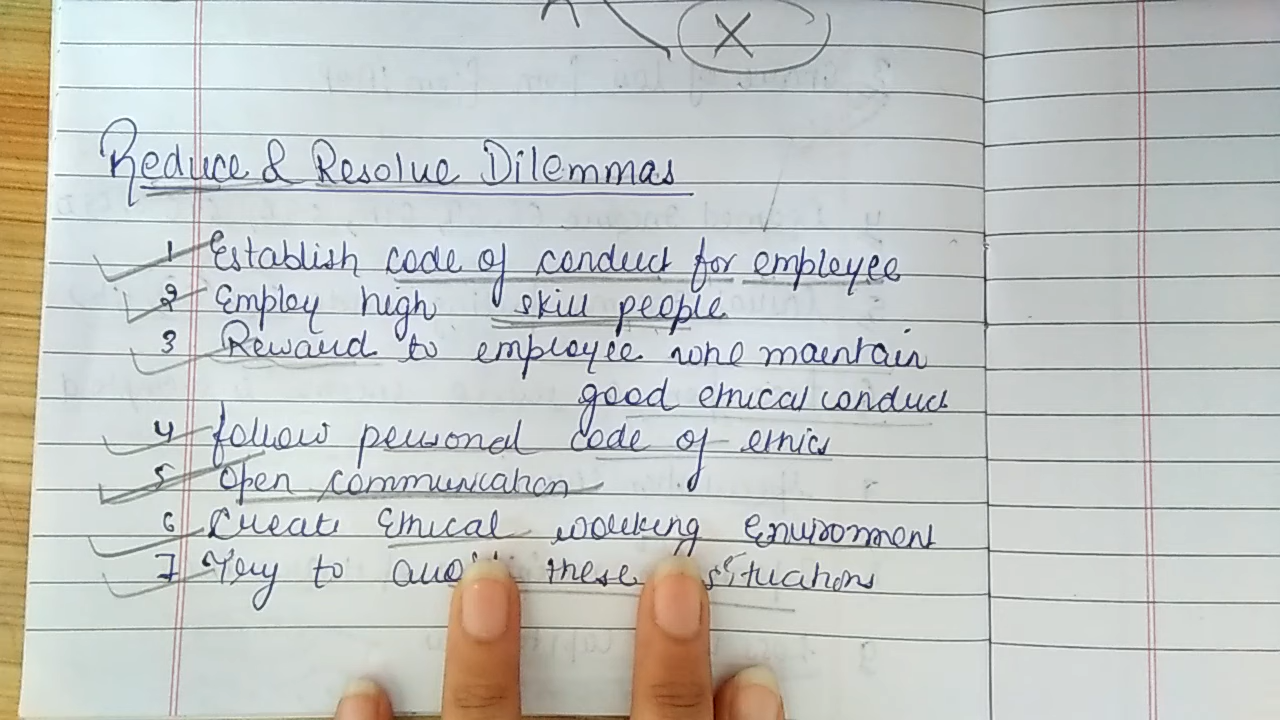 X
Reduce & Resolve Dilemmas
1 Establish code of conduct for employee
2 Employ high skill people
3 Reward to employee who maintain
good ethical conduct
4 follow personal code of ethics
5 Open communication
6 Create Ethical working Environment
7 Try to avoid these situations